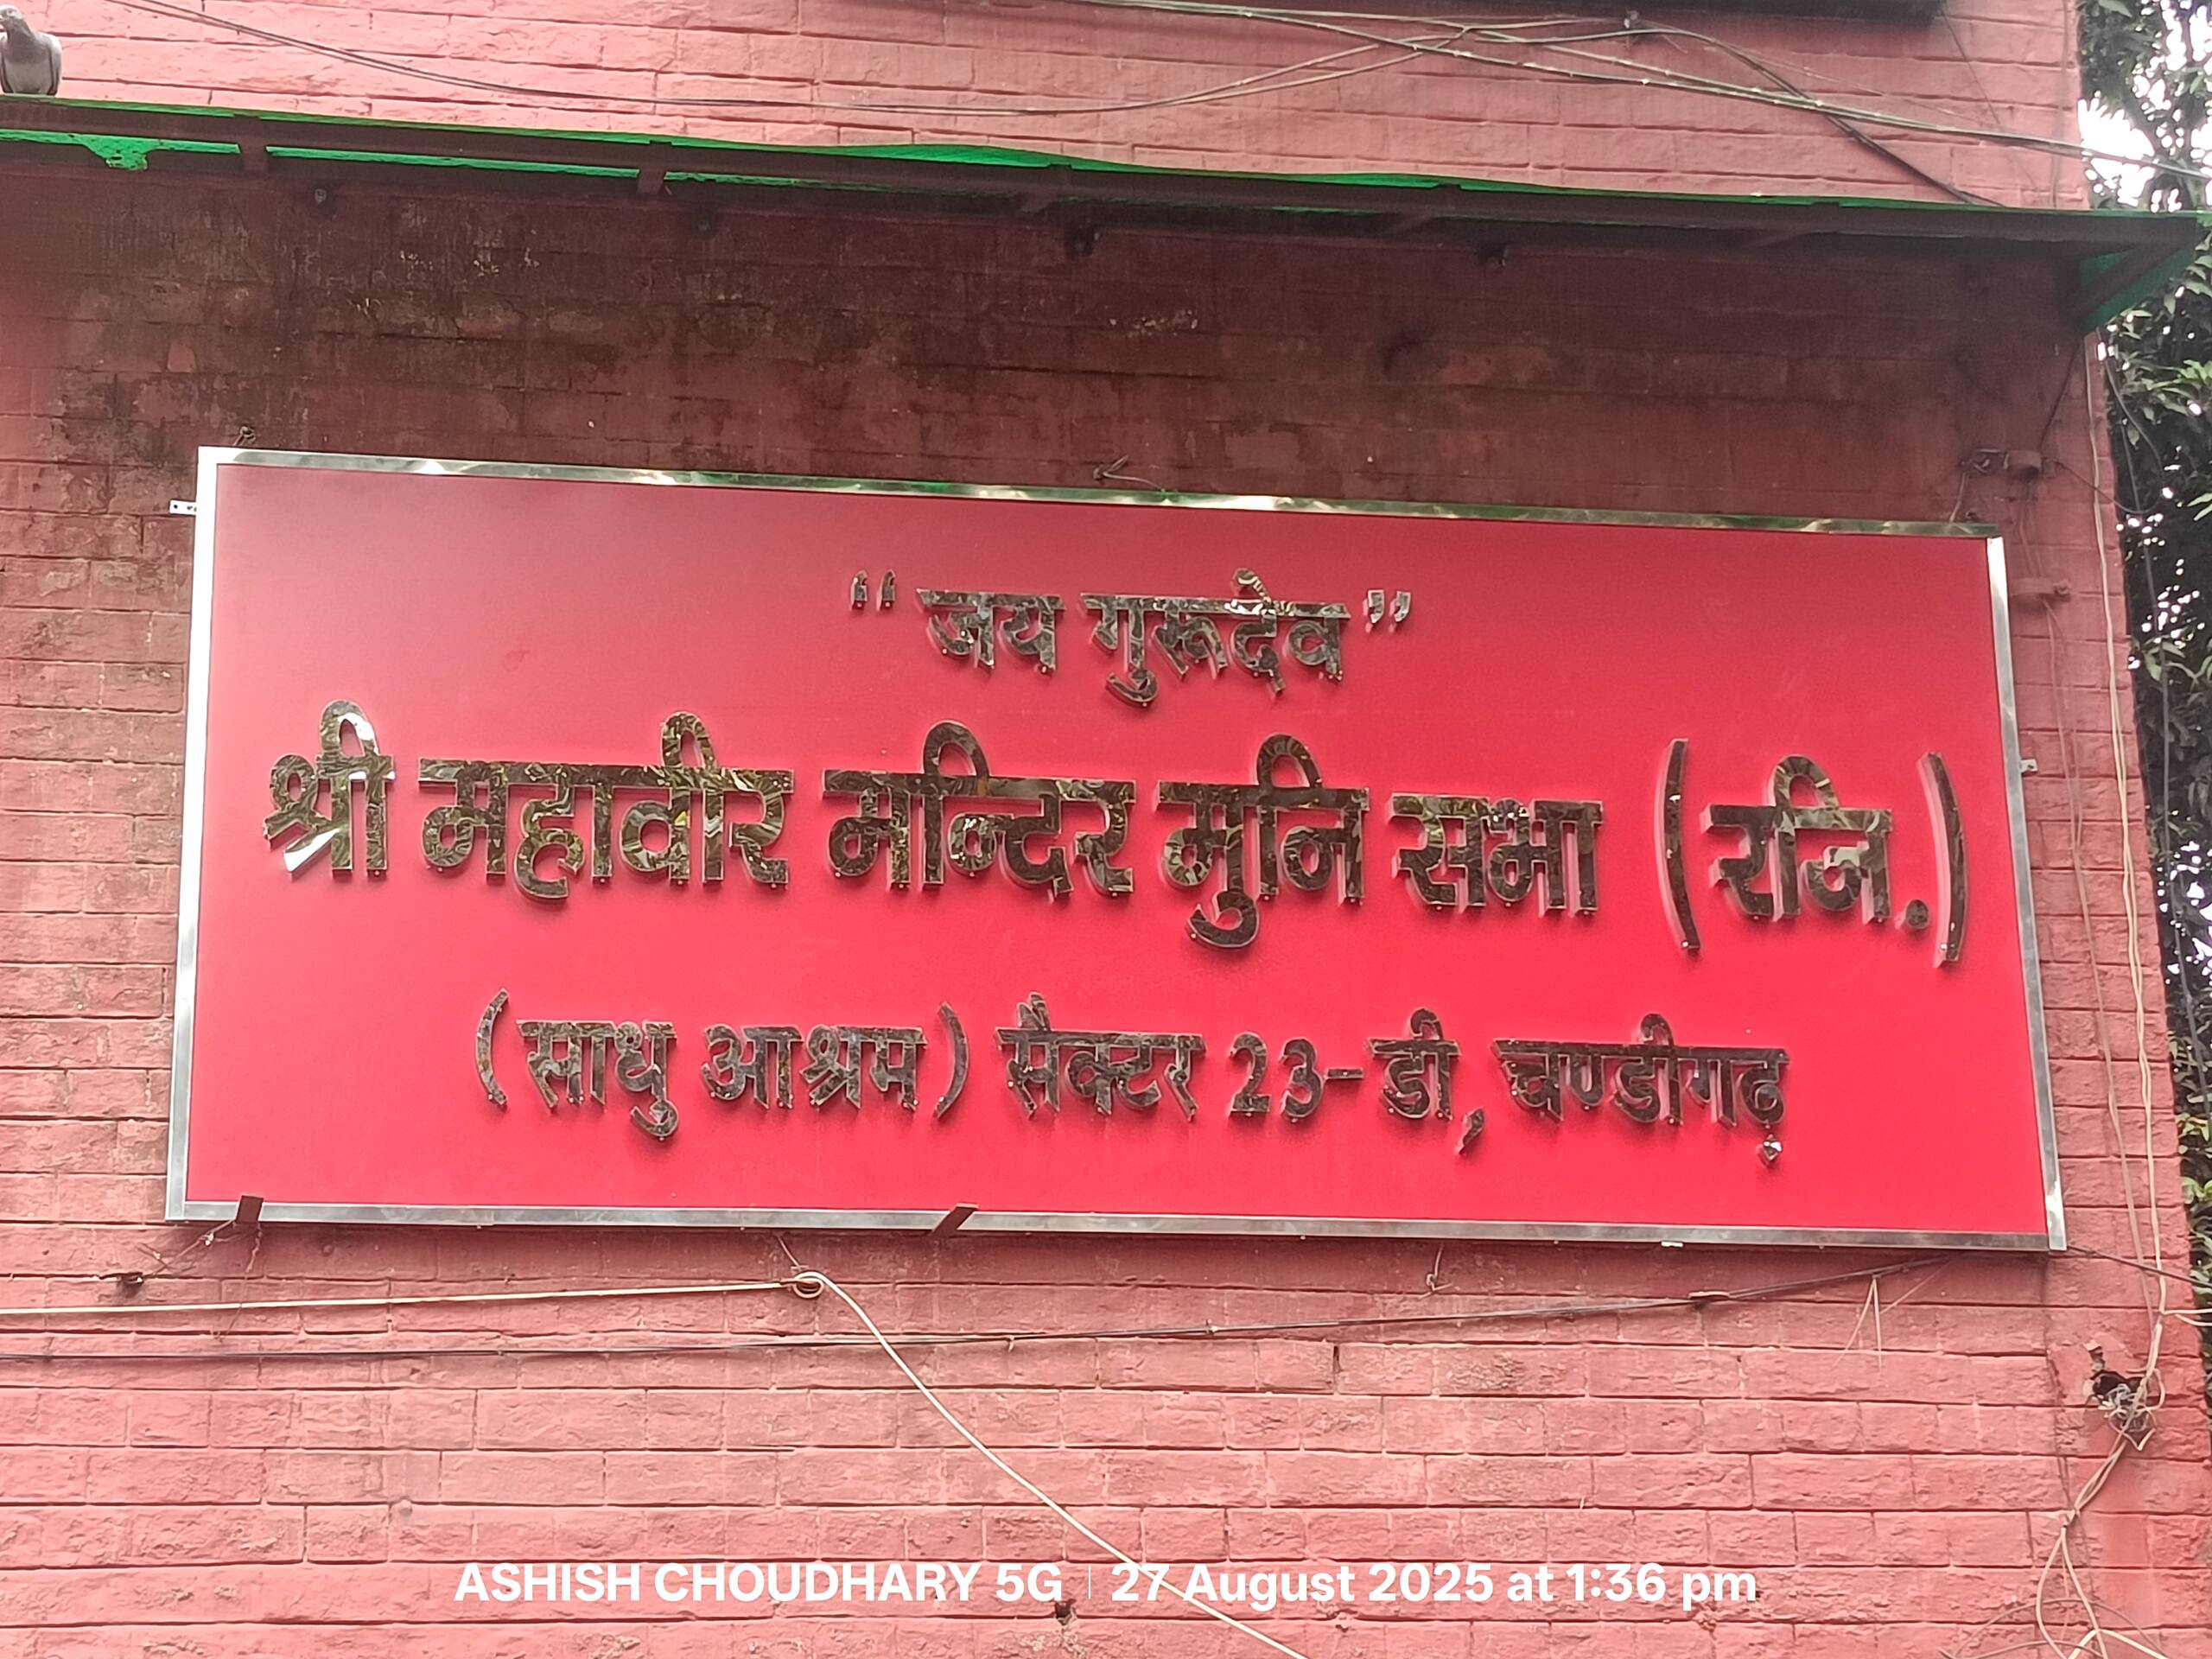 “जय गुरूदेव”
श्री महावीर मन्दिर मुनि सभा (रजि.)
(साधु आश्रम) सैक्टर 23-डी, चण्डीगढ़
ASHISH CHOUDHARY 5G | 27 August 2025 at 1:36 pm